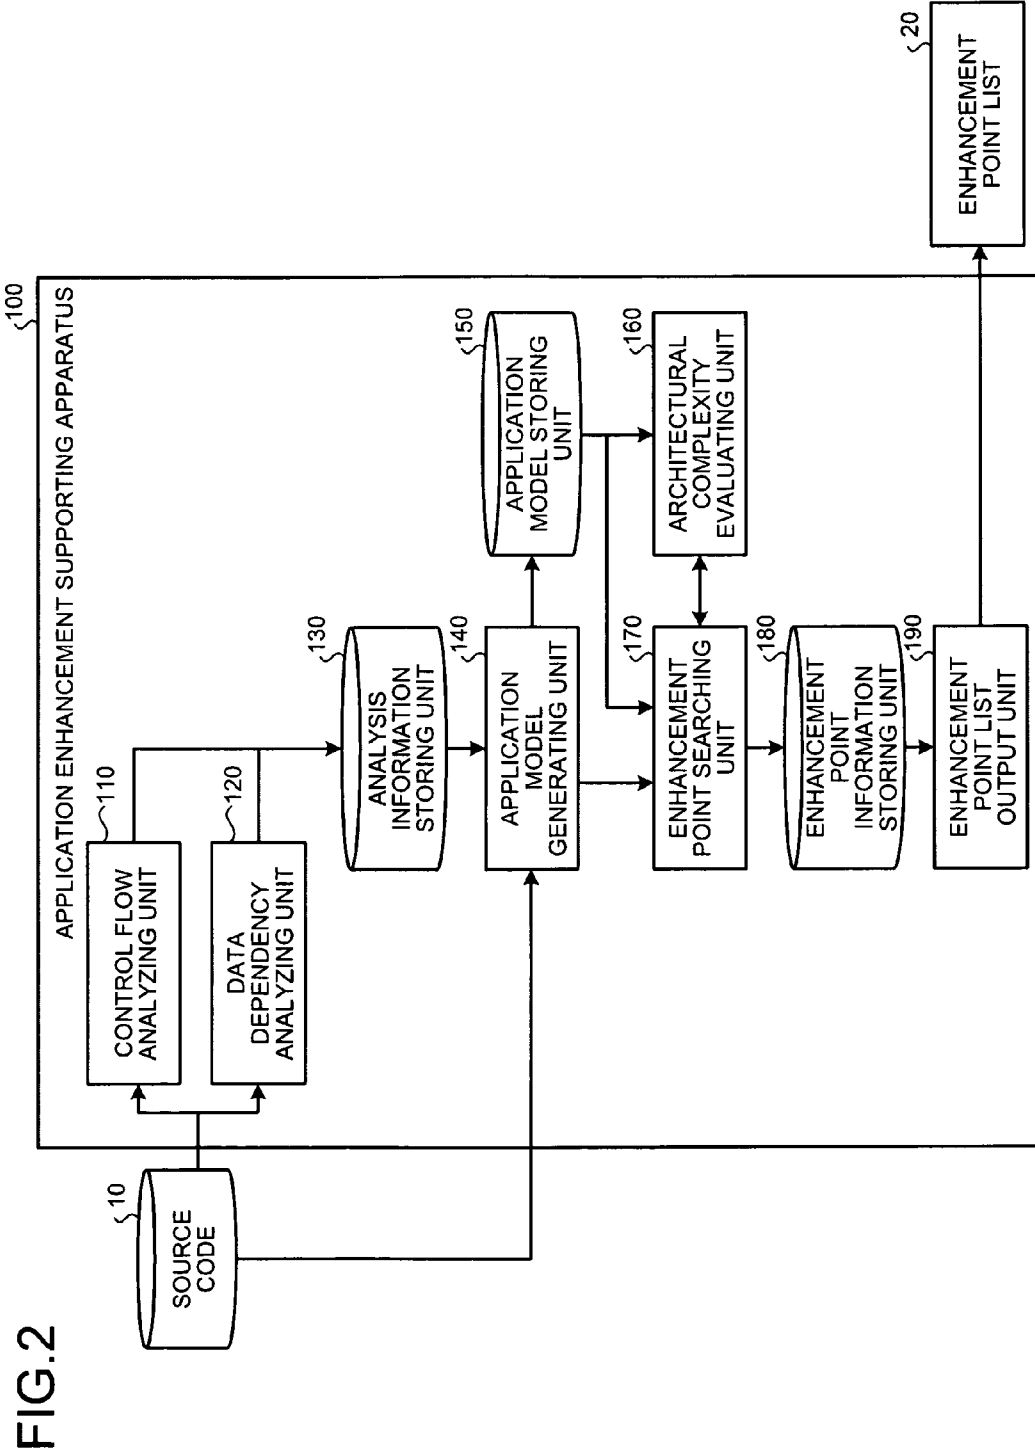 FIG.2
100
APPLICATION ENHANCEMENT SUPPORTING APPARATUS
10
SOURCE
CODE
110
CONTROL FLOW
ANALYZING UNIT
120
DATA
DEPENDENCY
ANALYZING UNIT
130
ANALYSIS
INFORMATION
STORING UNIT
140
APPLICATION
MODEL
GENERATING UNIT
150
APPLICATION
MODEL STORING
UNIT
160
ARCHITECTURAL
COMPLEXITY
EVALUATING UNIT
170
ENHANCEMENT
POINT SEARCHING
UNIT
180
ENHANCEMENT
POINT
INFORMATION
STORING UNIT
190
ENHANCEMENT
POINT LIST
OUTPUT UNIT
20
ENHANCEMENT
POINT LIST